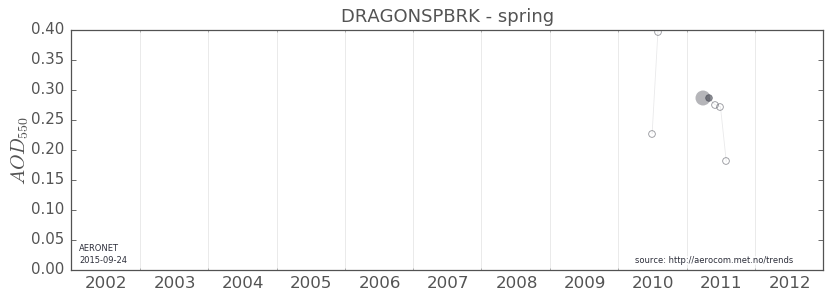 DRAGONSPBRK - spring
0.40
0.35
0.30
0.25
0.20
0.15
0.10
0.05
0.00
AOD550
AERONET
2015-09-24
source: http://aerocom.met.no/trends
2002 2003 2004 2005 2006 2007 2008 2009 2010 2011 2012